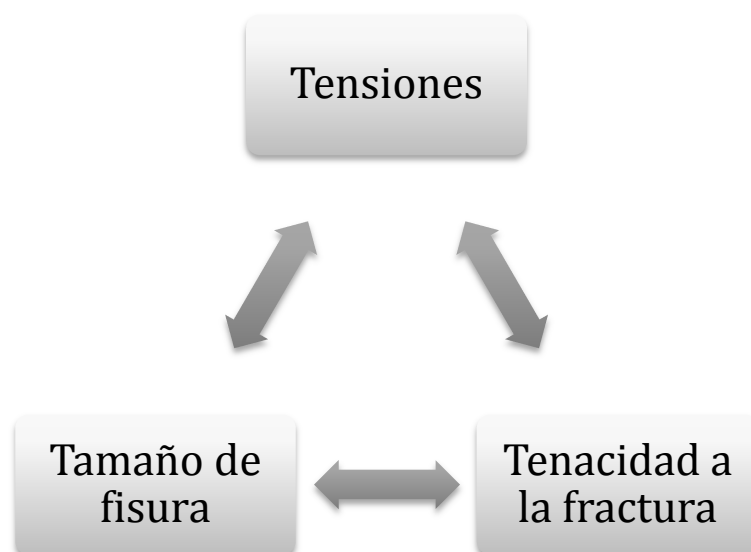 Tensiones
Tamaño de
fisura
Tenacidad a
la fractura